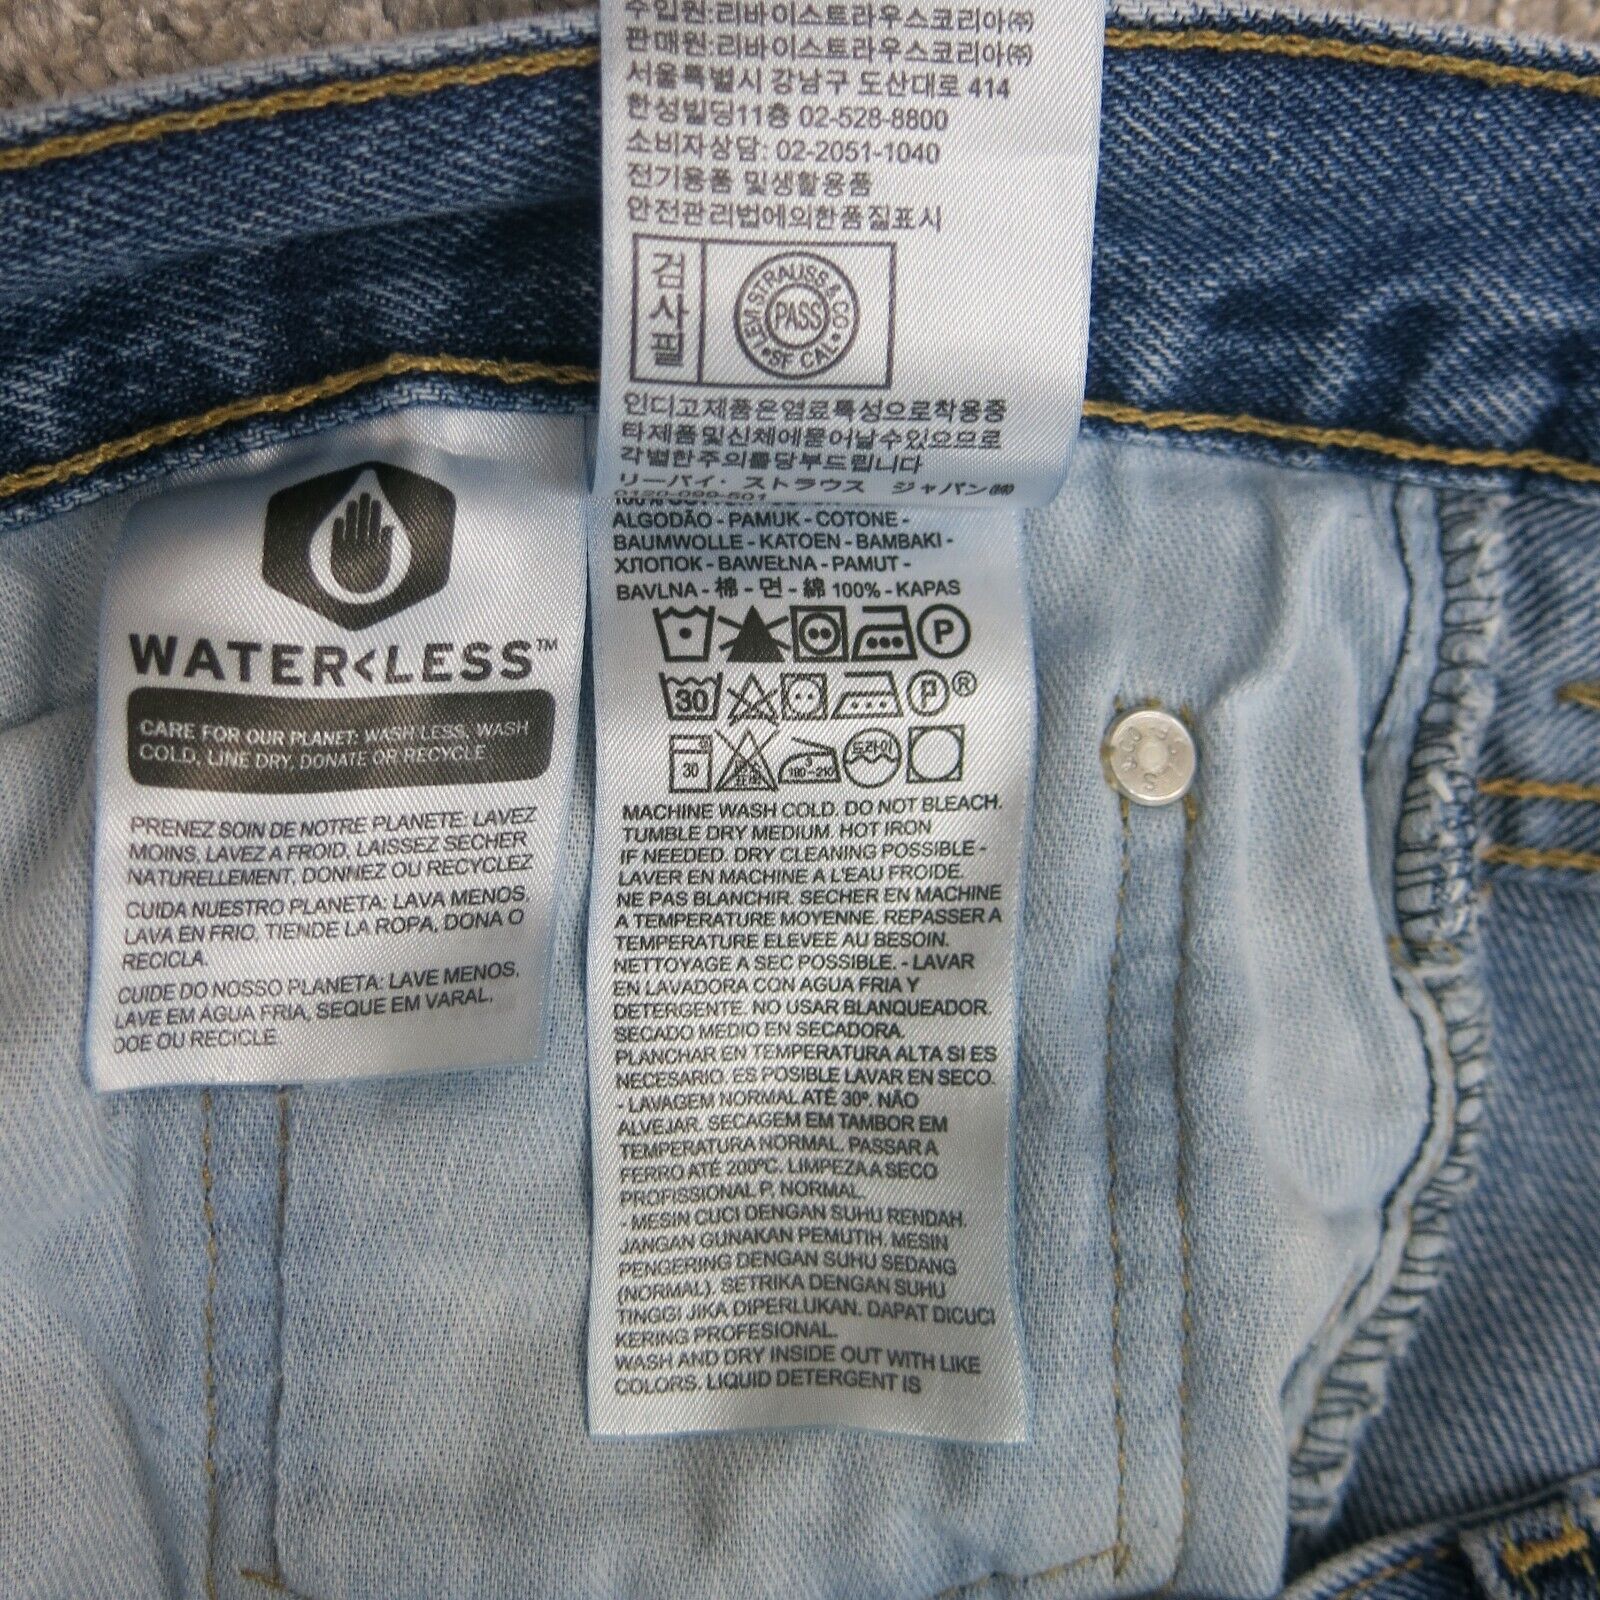 수입원:리바이스트라우스코리아㈜
판매원:리바이스트라우스코리아㈜
서울특별시 강남구 도산대로 414
한성빌딩11층 02-528-8800
소비자상담: 02-2051-1040
전기용품 및생활용품
안전관리법에의한품질표시
검사필
LEVI STRAUSS & CO
PASS
SF CAL
인디고제품은염료특성으로착용중
타제품및신체에묻어날수있으므로
각별한주의를당부드립니다
リーバイ・ストラウス ジャパン㈱
0120-099-501
ALGODÃO - PAMUK - COTONE -
BAUMWOLLE - KATOEN - BAMBAKI -
ХЛОПОК - BAWEŁNA - PAMUT -
BAVLNA - 棉 - 면 - 綿 100% - KAPAS
P
30
P ®
30
3
180-210
드라이
MACHINE WASH COLD. DO NOT BLEACH.
TUMBLE DRY MEDIUM. HOT IRON
IF NEEDED. DRY CLEANING POSSIBLE -
LAVER EN MACHINE A L'EAU FROIDE.
NE PAS BLANCHIR. SECHER EN MACHINE
A TEMPERATURE MOYENNE. REPASSER A
TEMPERATURE ELEVEE AU BESOIN.
NETTOYAGE A SEC POSSIBLE. - LAVAR
EN LAVADORA CON AGUA FRIA Y
DETERGENTE. NO USAR BLANQUEADOR.
SECADO MEDIO EN SECADORA.
PLANCHAR EN TEMPERATURA ALTA SI ES
NECESARIO. ES POSIBLE LAVAR EN SECO.
- LAVAGEM NORMAL ATÉ 30º. NÃO
ALVEJAR. SECAGEM EM TAMBOR EM
TEMPERATURA NORMAL. PASSAR A
FERRO ATÉ 200ºC. LIMPEZA A SECO
PROFISSIONAL P. NORMAL.
- MESIN CUCI DENGAN SUHU RENDAH.
JANGAN GUNAKAN PEMUTIH. MESIN
PENGERING DENGAN SUHU SEDANG
(NORMAL). SETRIKA DENGAN SUHU
TINGGI JIKA DIPERLUKAN. DAPAT DICUCI
KERING PROFESIONAL.
WASH AND DRY INSIDE OUT WITH LIKE
COLORS. LIQUID DETERGENT IS
WATER<LESS™
CARE FOR OUR PLANET: WASH LESS, WASH
COLD, LINE DRY, DONATE OR RECYCLE
PRENEZ SOIN DE NOTRE PLANETE: LAVEZ
MOINS, LAVEZ A FROID, LAISSEZ SECHER
NATURELLEMENT, DONNEZ OU RECYCLEZ
CUIDA NUESTRO PLANETA: LAVA MENOS,
LAVA EN FRIO, TIENDE LA ROPA, DONA O
RECICLA.
CUIDE DO NOSSO PLANETA: LAVE MENOS,
LAVE EM AGUA FRIA, SEQUE EM VARAL,
DOE OU RECICLE.